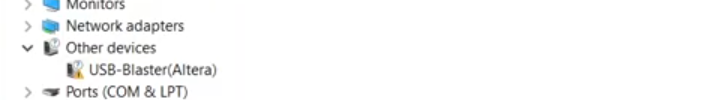 Monitors
Network adapters
Other devices
USB-Blaster(Altera)
Ports (COM & LPT)